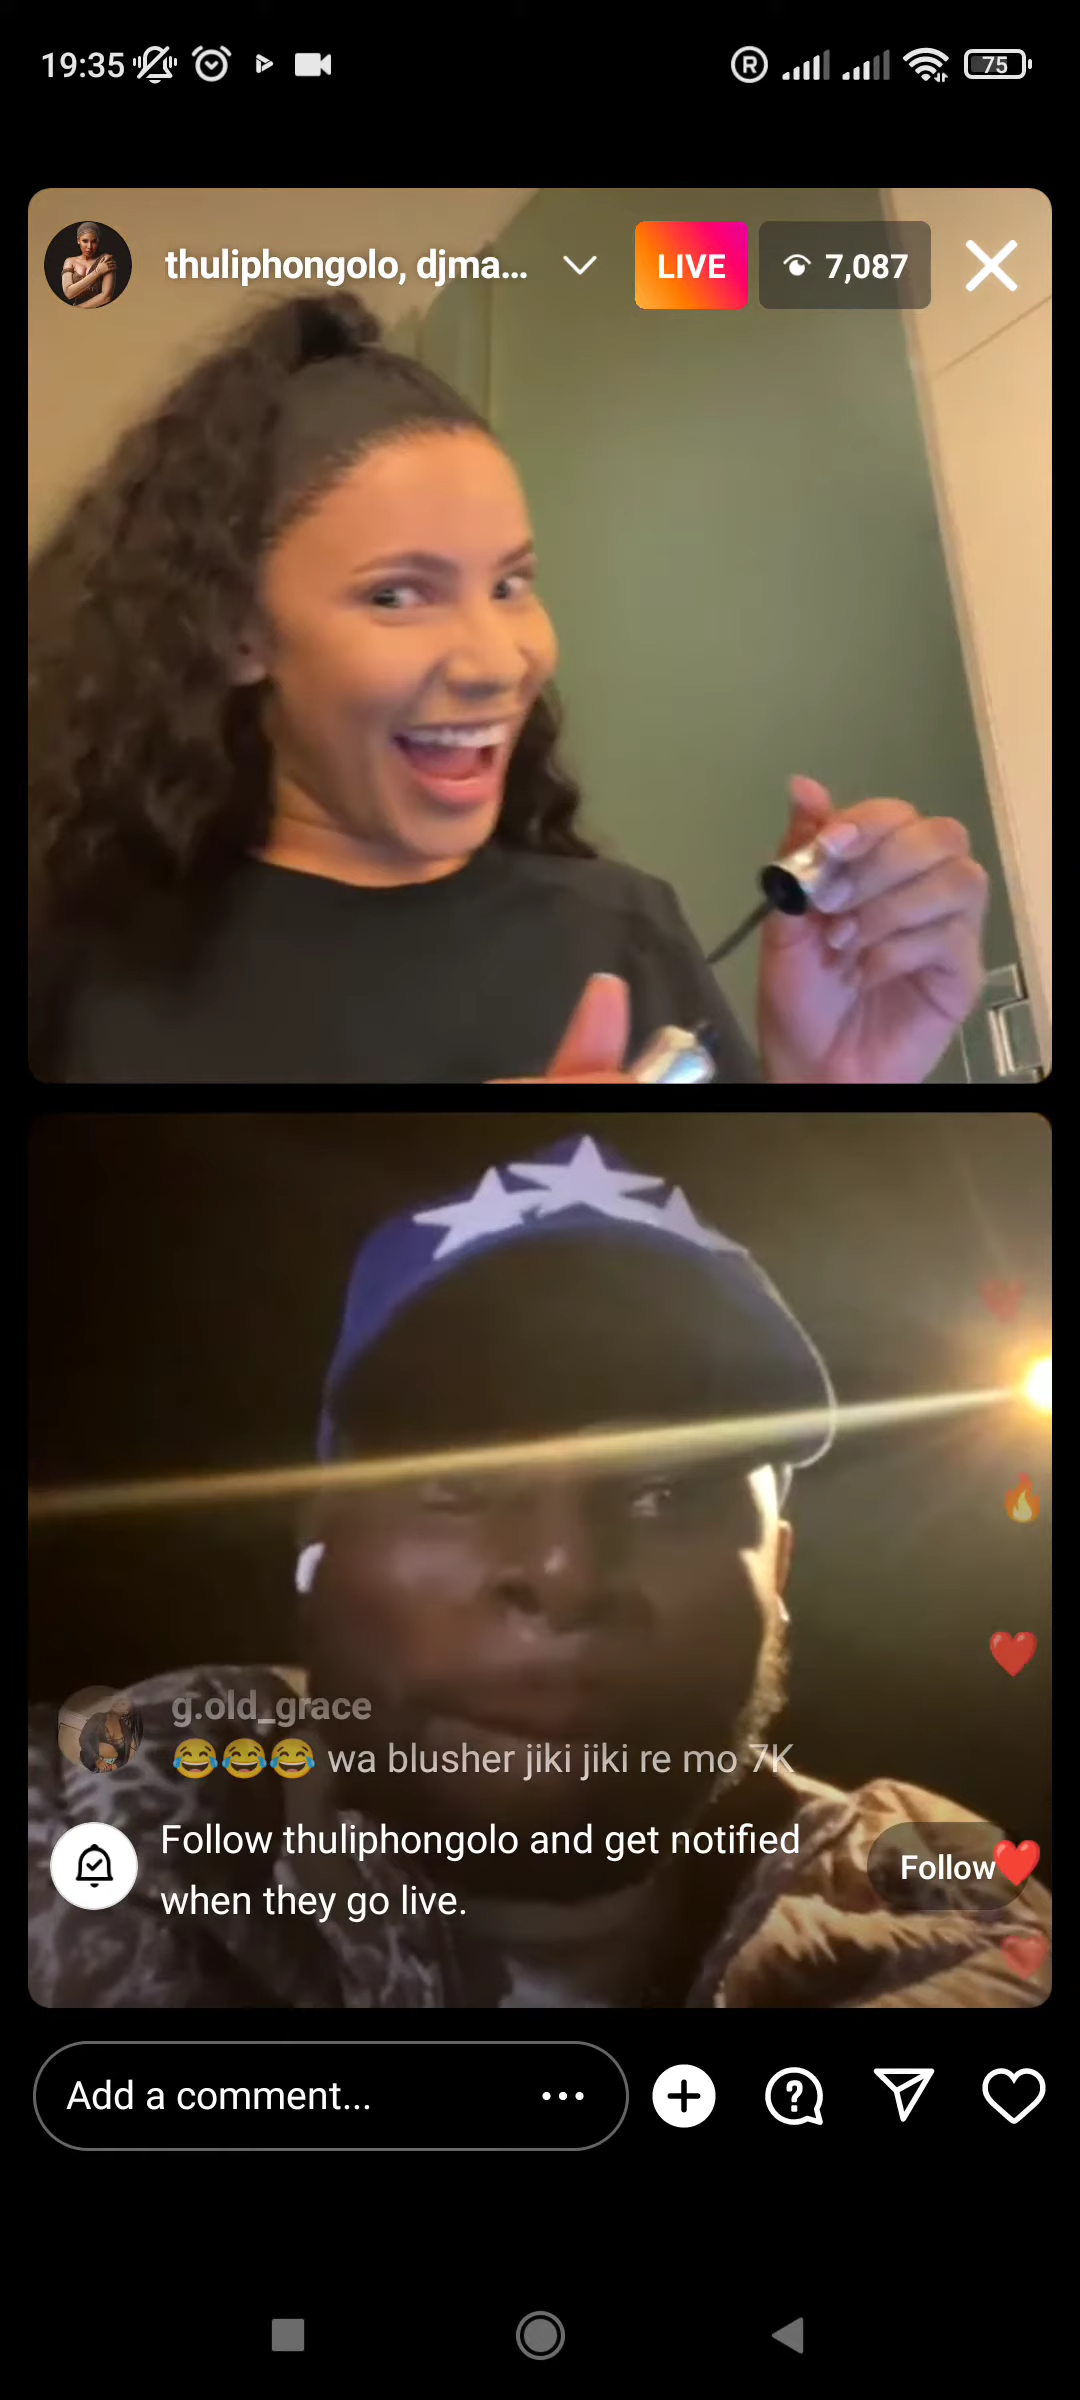 19:35
R
75
thuliphongolo, djma...
LIVE
7,087
g.old_grace
😂😂😂 wa blusher jiki jiki re mo 7K
Follow thuliphongolo and get notified
when they go live.
Follow
Add a comment...